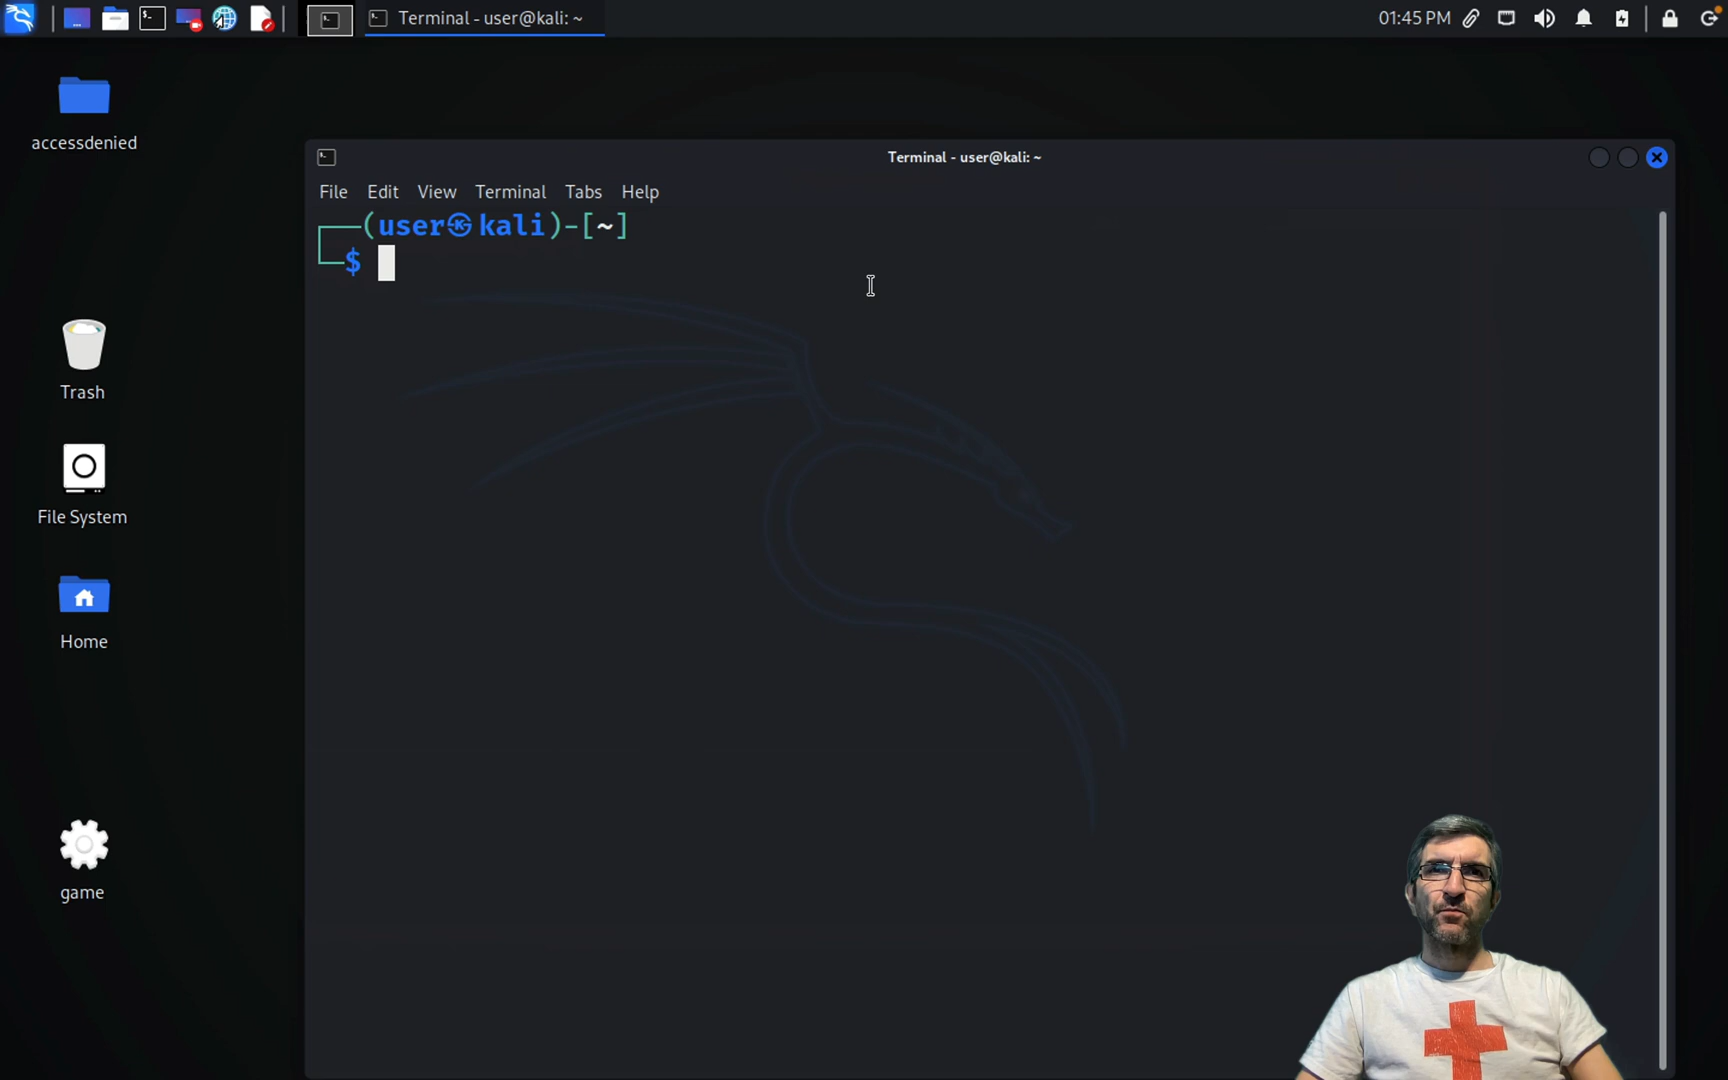 Terminal - user@kali: ~
01:45 PM
accessdenied
Trash
File System
Home
game
Terminal - user@kali: ~
File Edit View Terminal Tabs Help
┌──(user㉿kali)-[~]
└─$